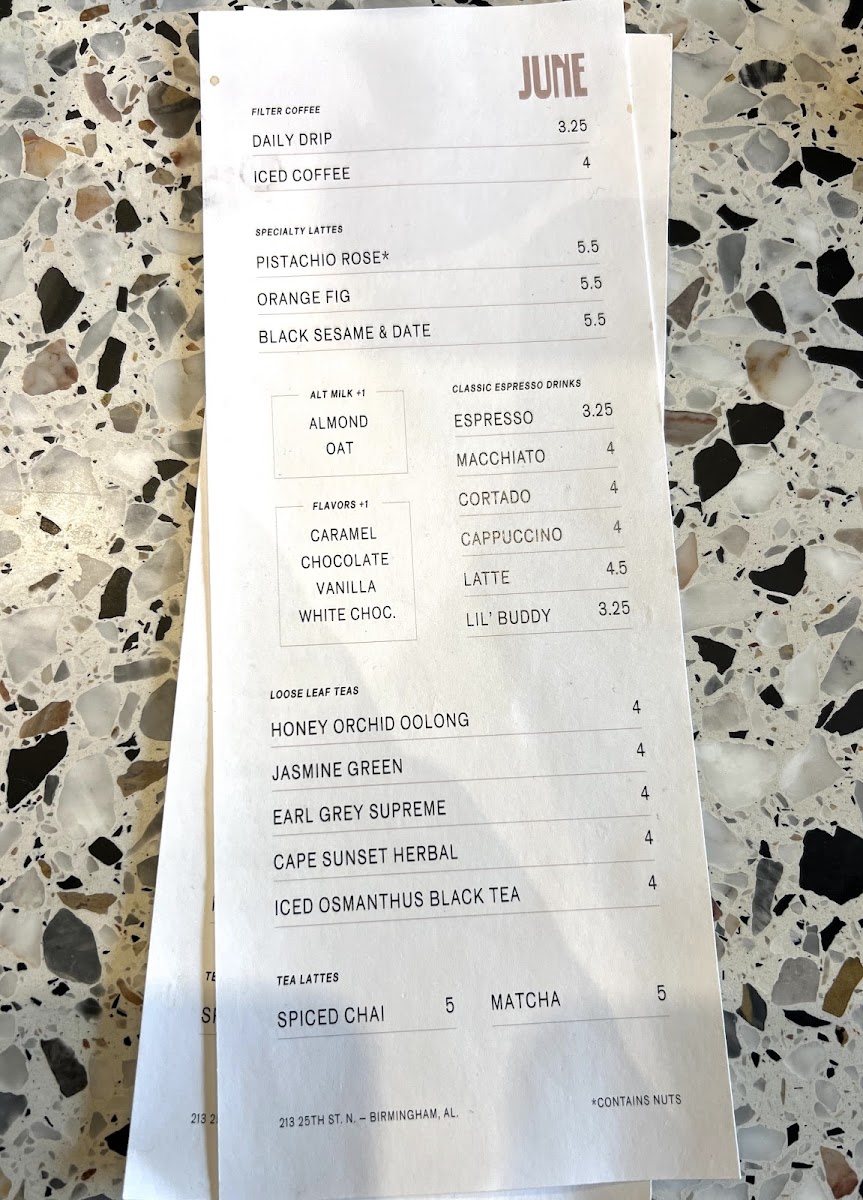 JUNE
FILTER COFFEE
DAILY DRIP 3.25
ICED COFFEE 4
SPECIALTY LATTES
PISTACHIO ROSE* 5.5
ORANGE FIG 5.5
BLACK SESAME & DATE 5.5
ALT MILK +1
ALMOND
OAT
FLAVORS +1
CARAMEL
CHOCOLATE
VANILLA
WHITE CHOC.
CLASSIC ESPRESSO DRINKS
ESPRESSO 3.25
MACCHIATO 4
CORTADO 4
CAPPUCCINO 4
LATTE 4.5
LIL' BUDDY 3.25
LOOSE LEAF TEAS
HONEY ORCHID OOLONG 4
JASMINE GREEN 4
EARL GREY SUPREME 4
CAPE SUNSET HERBAL 4
ICED OSMANTHUS BLACK TEA 4
TEA LATTES
SPICED CHAI 5 MATCHA 5
213 25TH ST. N. – BIRMINGHAM, AL.
*CONTAINS NUTS